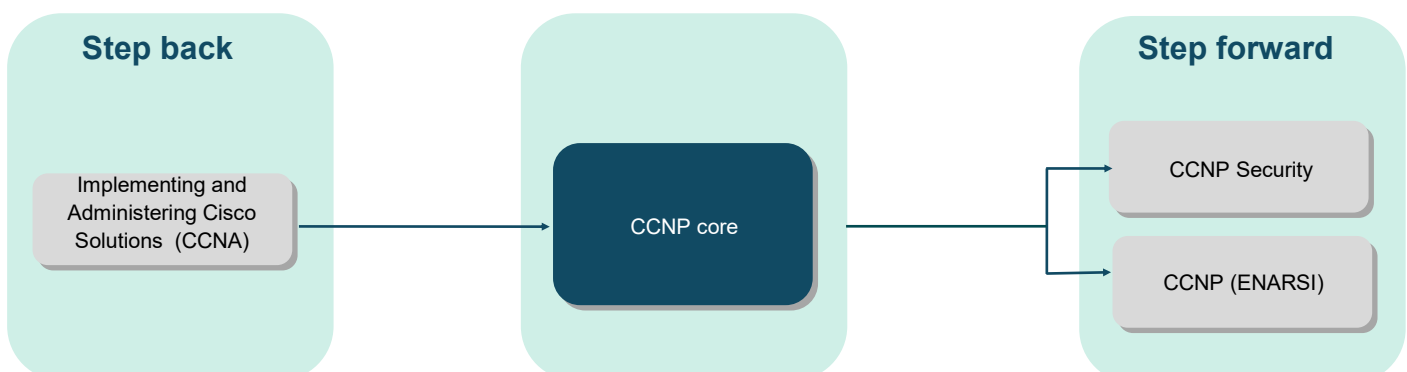 Step back
Implementing and
Administering Cisco
Solutions (CCNA)
CCNP core
Step forward
CCNP Security
CCNP (ENARSI)